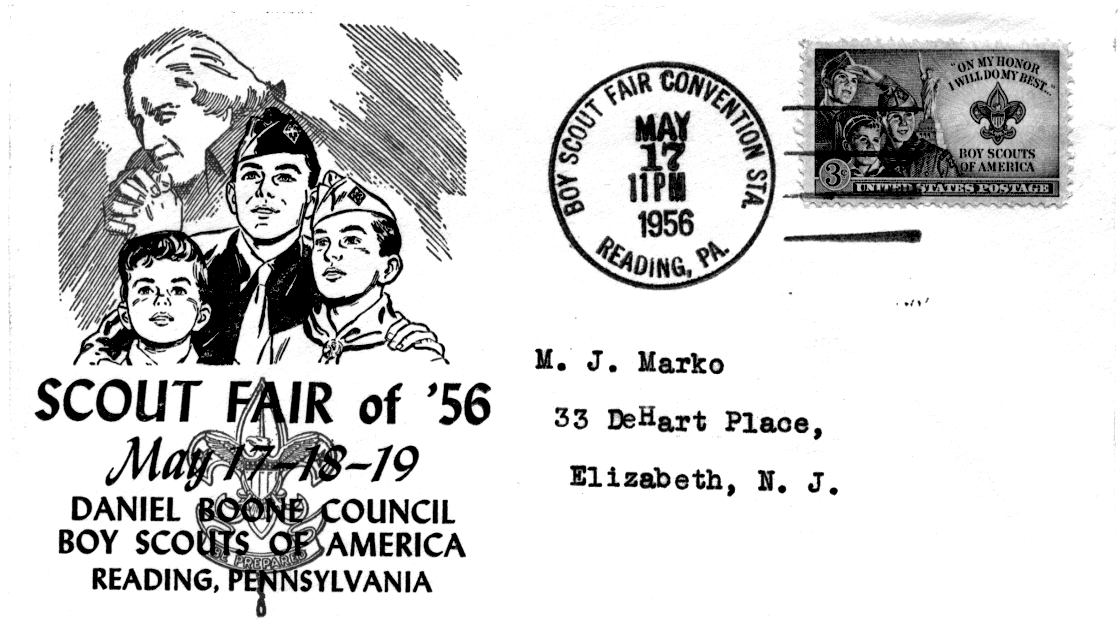 SCOUT FAIR of '56
May 17-18-19
DANIEL BOONE COUNCIL
BOY SCOUTS OF AMERICA
READING, PENNSYLVANIA
BE PREPARED
BOY SCOUT FAIR CONVENTION STA.
MAY
17
11 PM
1956
READING, PA.
"ON MY HONOR
I WILL DO MY BEST..."
BOY SCOUTS
OF AMERICA
3¢
UNITED STATES POSTAGE
M. J. Marko
33 DeHart Place,
Elizabeth, N. J.